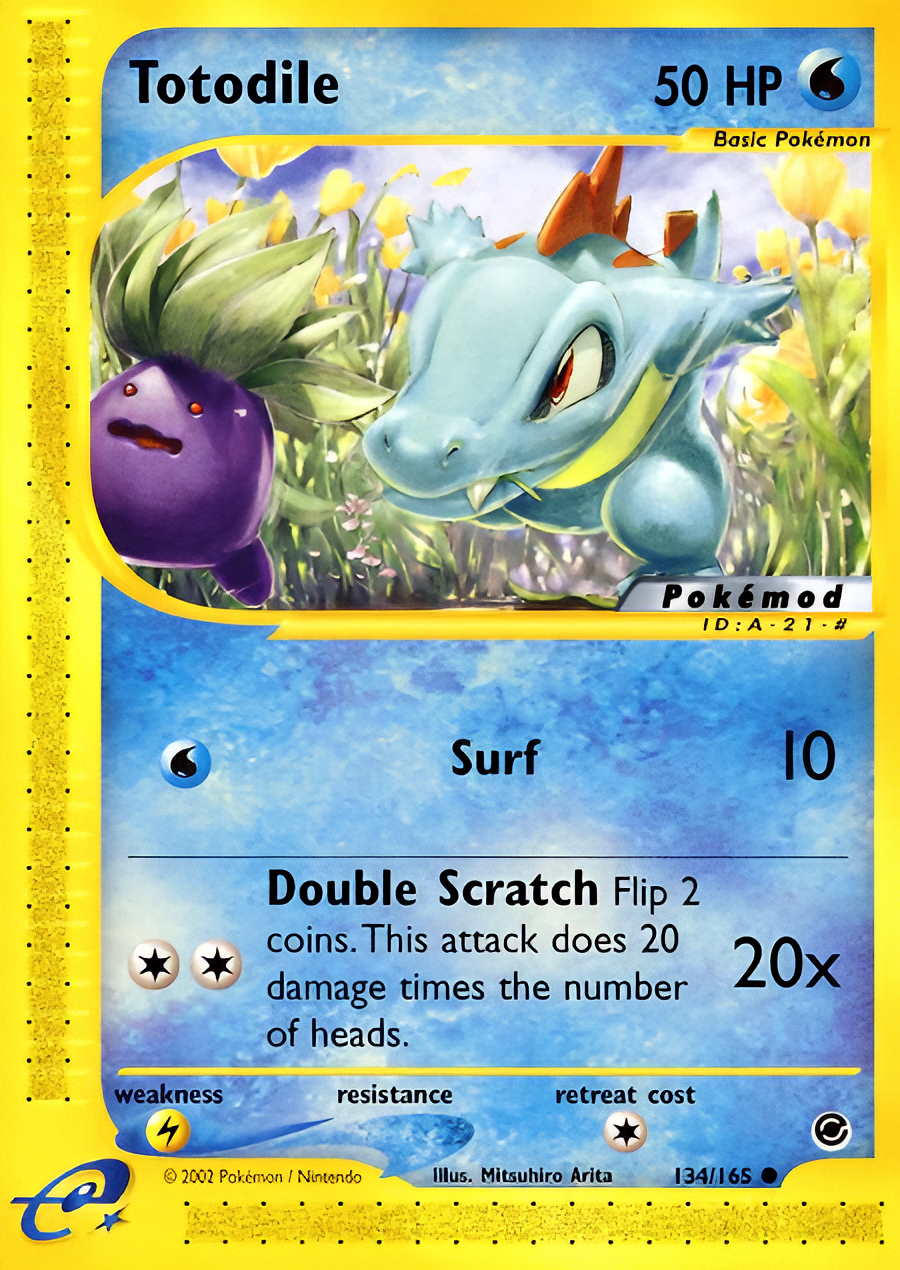 Totodile 50 HP
Basic Pokémon
Pokémod
ID:A-21-#
Surf 10
Double Scratch Flip 2
coins. This attack does 20
damage times the number
of heads.
20x
weakness resistance retreat cost
© 2002 Pokémon / Nintendo Illus. Mitsuhiro Arita 134/165
e